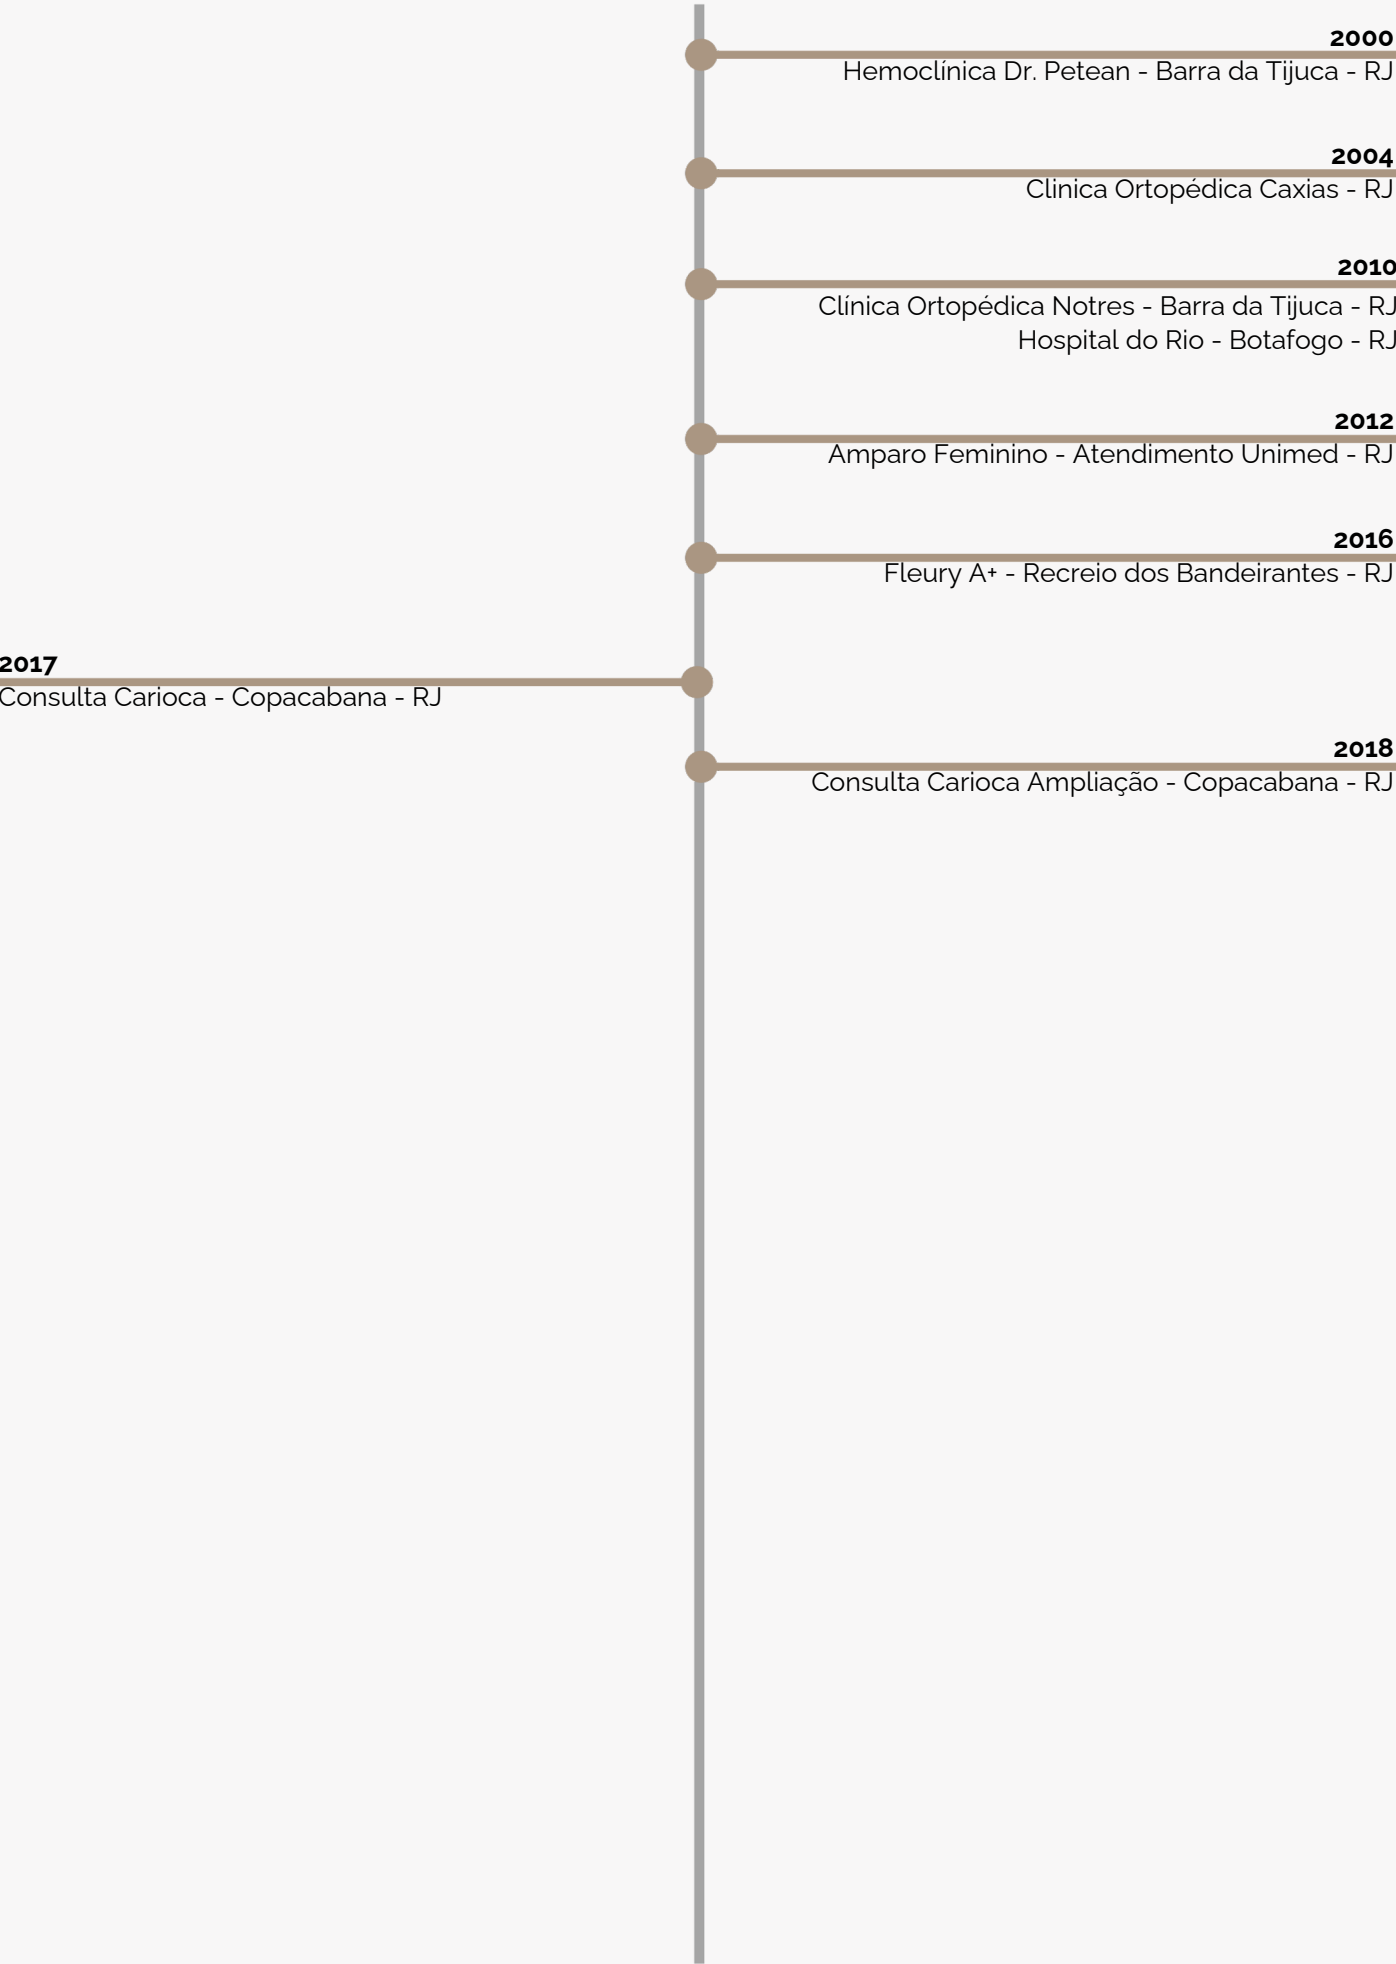 2000
Hemoclínica Dr. Petean - Barra da Tijuca - RJ
2004
Clinica Ortopédica Caxias - RJ
2010
Clínica Ortopédica Notres - Barra da Tijuca - RJ
Hospital do Rio - Botafogo - RJ
2012
Amparo Feminino - Atendimento Unimed - RJ
2016
Fleury A+ - Recreio dos Bandeirantes - RJ
2017
Consulta Carioca - Copacabana - RJ
2018
Consulta Carioca Ampliação - Copacabana - RJ